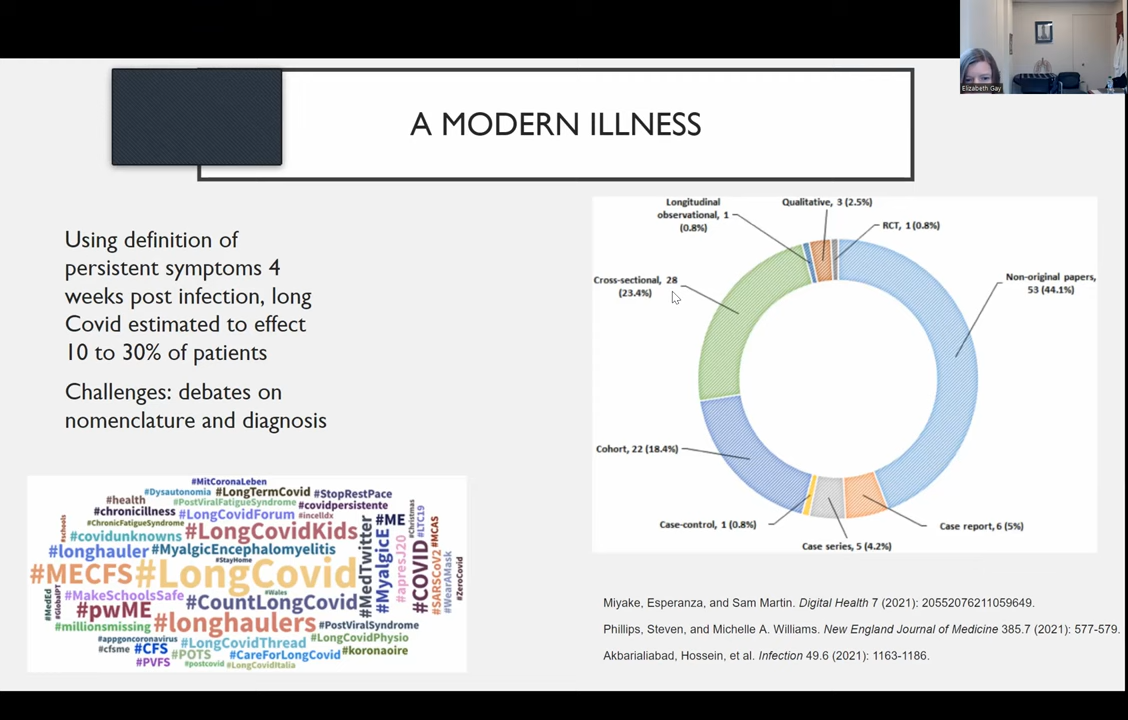 Elizabeth Gay
A MODERN ILLNESS
Using definition of
persistent symptoms 4
weeks post infection, long
Covid estimated to effect
10 to 30% of patients
Challenges: debates on
nomenclature and diagnosis
Longitudinal
observational, 1
(0.8%)
Qualitative, 3 (2.5%)
RCT, 1 (0.8%)
Cross-sectional, 28
(23.4%)
Non-original papers,
53 (44.1%)
Cohort, 22 (18.4%)
Case-control, 1 (0.8%)
Case series, 5 (4.2%)
Case report, 6 (5%)
#MitCoronaLeben
#Dysautonomia #LongTermCovid #StopRestPace
#health #PostViralFatigueSyndrome #covidpersistente
#chronicillness #LongCovidForum #incelldx
#ChronicFatigueSyndrome #LongCovidKids #ME
#schools
#covidunknowns
#longhauler #MyalgicEncephalomyelitis
#StayHome
#MECFS #LongCovid
#Wales
#MakeSchoolsSafe #CountLongCovid
#pwME
#MedEd
#GlobalPT
#millionsmissing #longhaulers #PostViralSyndrome
#appgoncoronavirus #LongCovidThread #LongCovidPhysio
#cfsme #CFS #POTS #CareForLongCovid #koronaoire
#PVFS #postcovid #LongCovidItalia
#MedTwitter
#MyalgicE
#apresJ20
#Christmas
#COVID
#LTC19
#SARSCoV2
#MCAS
#WearAMask
#ZeroCovid
Miyake, Esperanza, and Sam Martin. Digital Health 7 (2021): 20552076211059649.
Phillips, Steven, and Michelle A. Williams. New England Journal of Medicine 385.7 (2021): 577-579.
Akbarialiabad, Hossein, et al. Infection 49.6 (2021): 1163-1186.